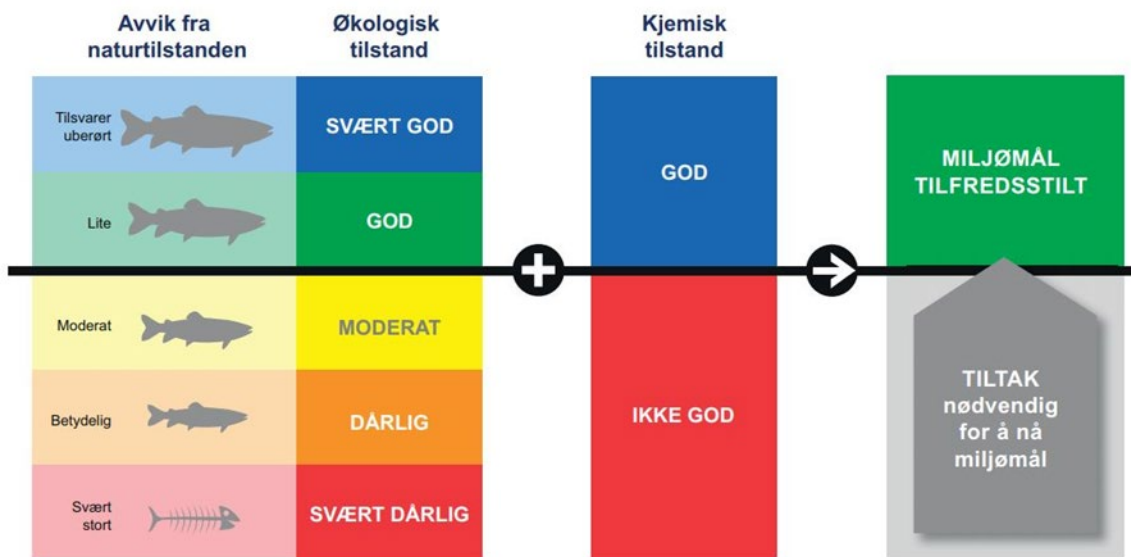 Avvik fra
naturtilstanden
Økologisk
tilstand
Kjemisk
tilstand
Tilsvarer
uberørt
SVÆRT GOD
Lite
GOD
Moderat
MODERAT
Betydelig
DÅRLIG
Svært
stort
SVÆRT DÅRLIG
GOD
IKKE GOD
MILJØMÅL
TILFREDSSTILT
TILTAK
nødvendig
for å nå
miljømål